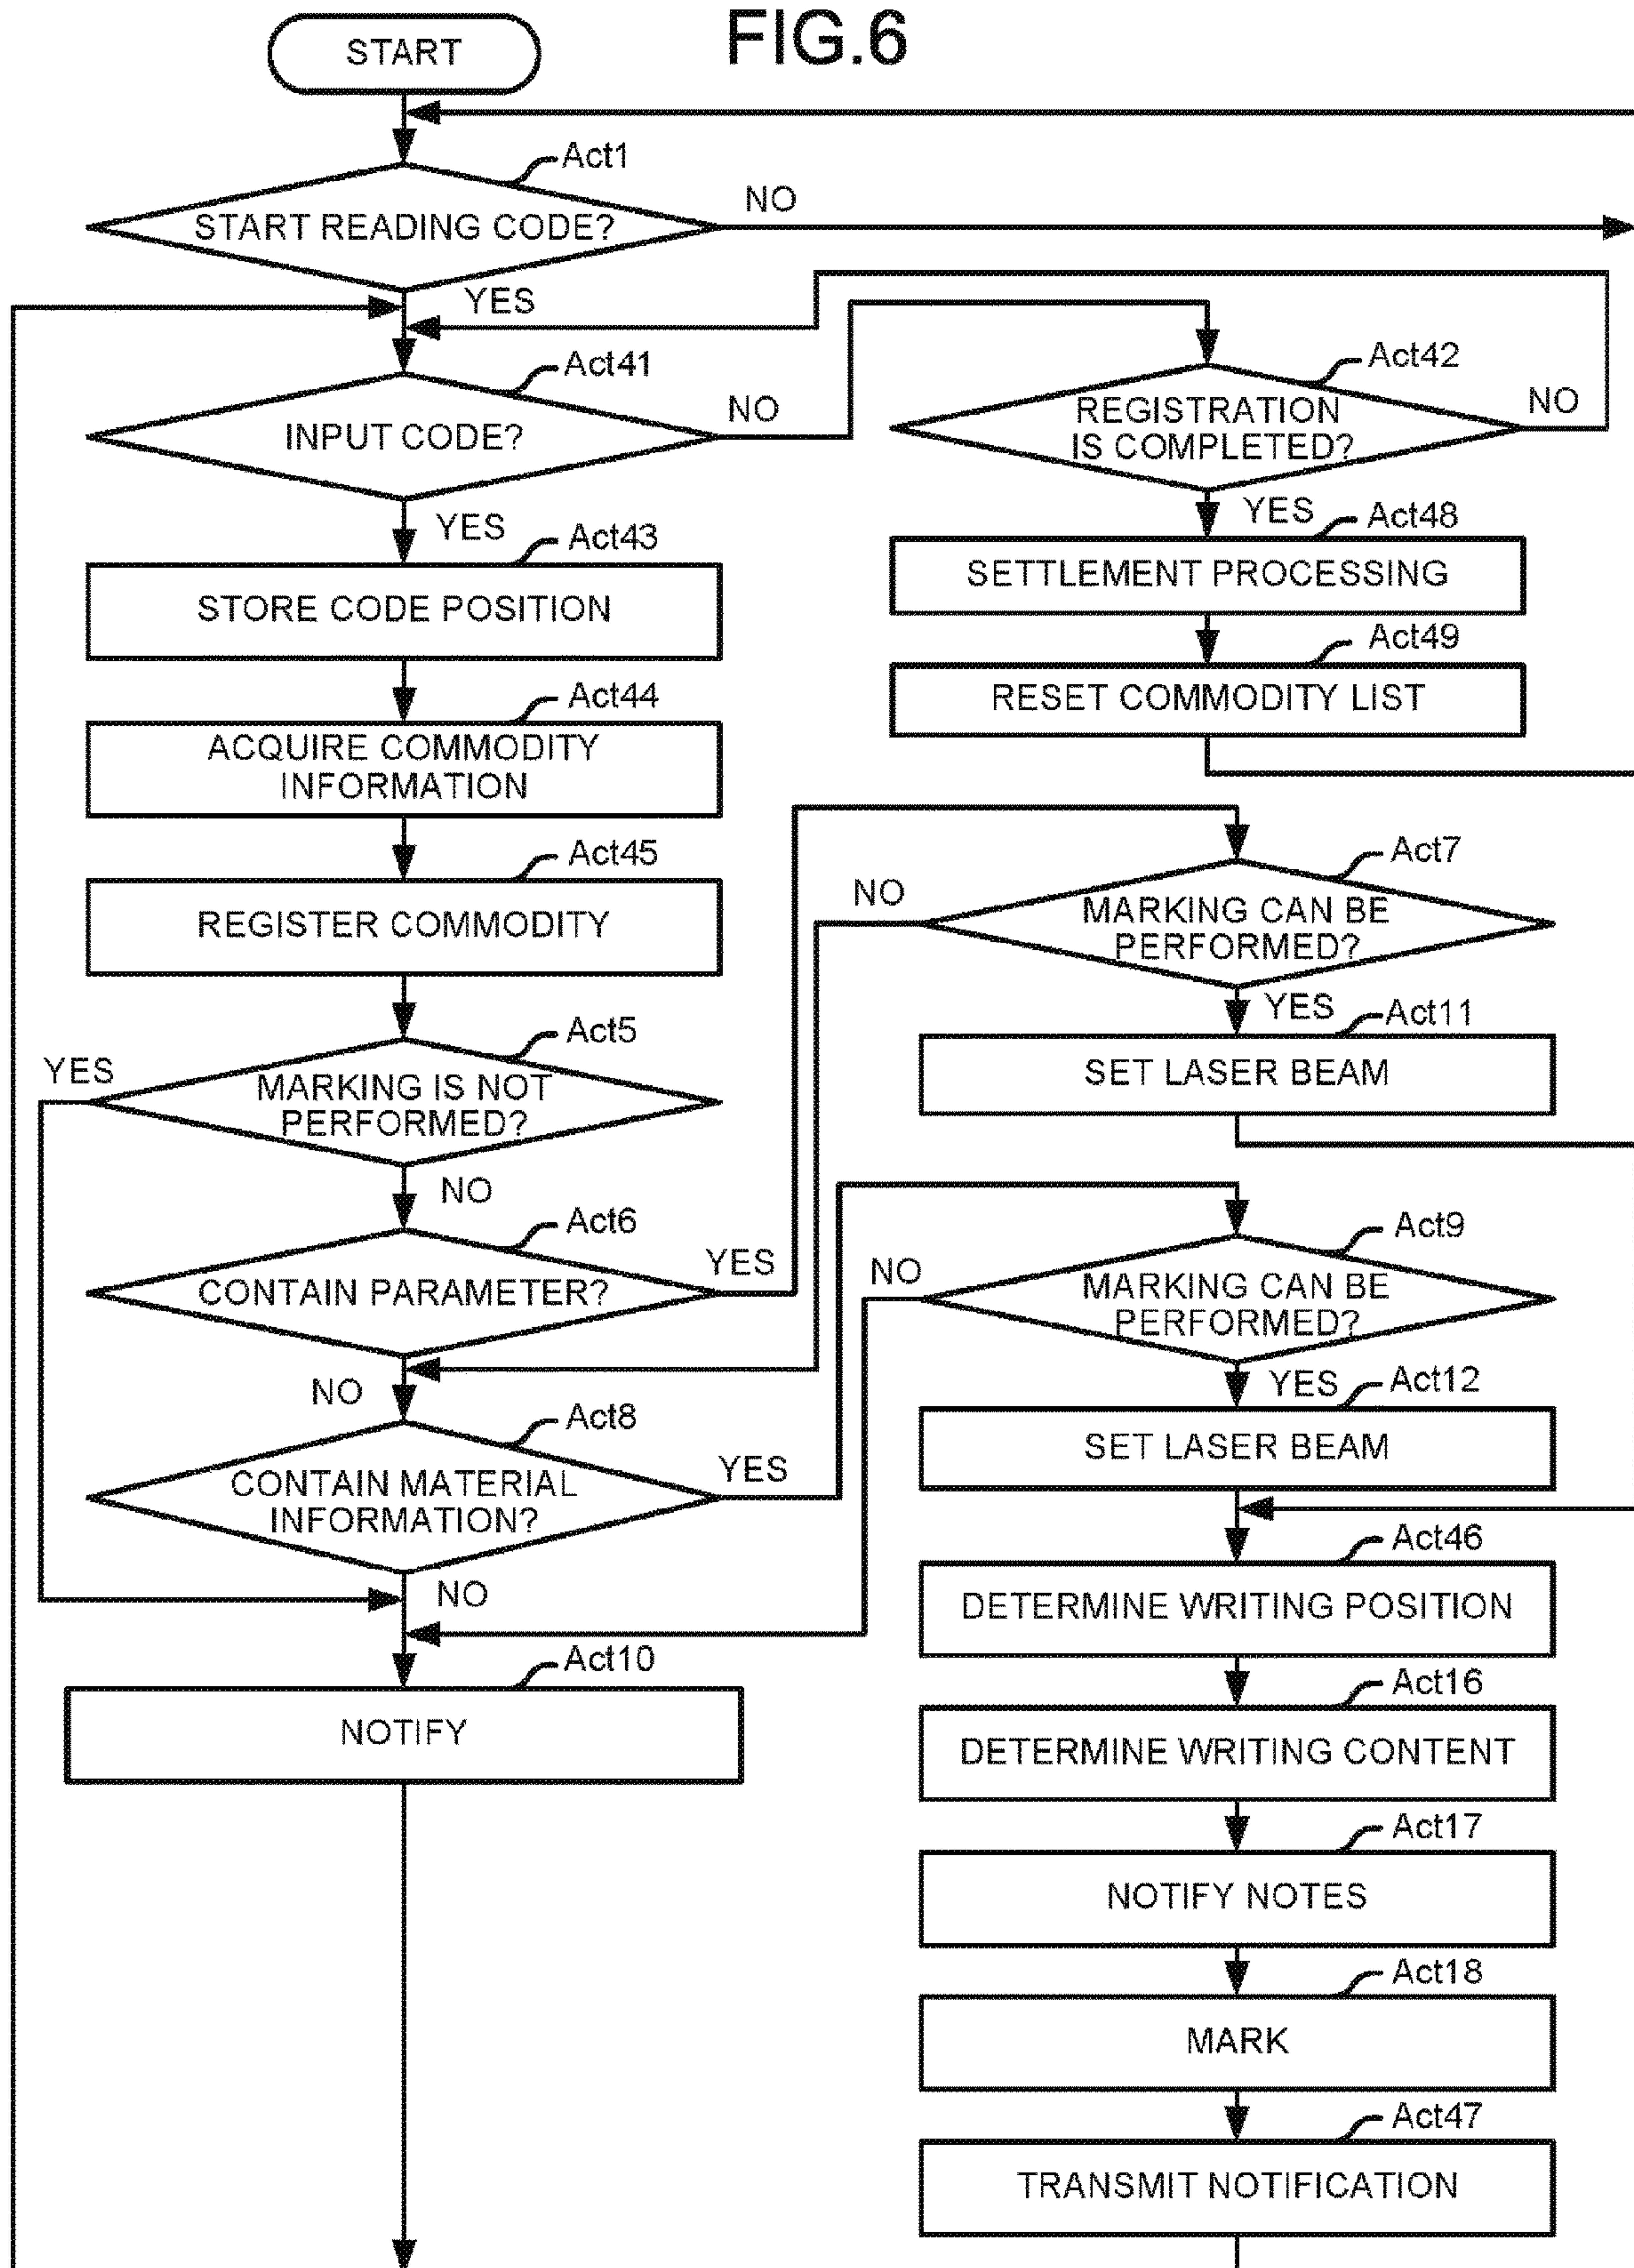 FIG.6
START
Act1
START READING CODE?
NO
YES
Act41
INPUT CODE?
NO
Act42
REGISTRATION
IS COMPLETED?
NO
YES
Act43
STORE CODE POSITION
YES
Act48
SETTLEMENT PROCESSING
Act49
RESET COMMODITY LIST
Act44
ACQUIRE COMMODITY
INFORMATION
Act45
REGISTER COMMODITY
Act7
NO
MARKING CAN BE
PERFORMED?
YES
Act11
SET LASER BEAM
Act5
YES
MARKING IS NOT
PERFORMED?
NO
Act6
CONTAIN PARAMETER?
YES
NO
Act9
NO
MARKING CAN BE
PERFORMED?
YES
Act12
SET LASER BEAM
Act8
CONTAIN MATERIAL
INFORMATION?
YES
NO
Act10
NOTIFY
Act46
DETERMINE WRITING POSITION
Act16
DETERMINE WRITING CONTENT
Act17
NOTIFY NOTES
Act18
MARK
Act47
TRANSMIT NOTIFICATION